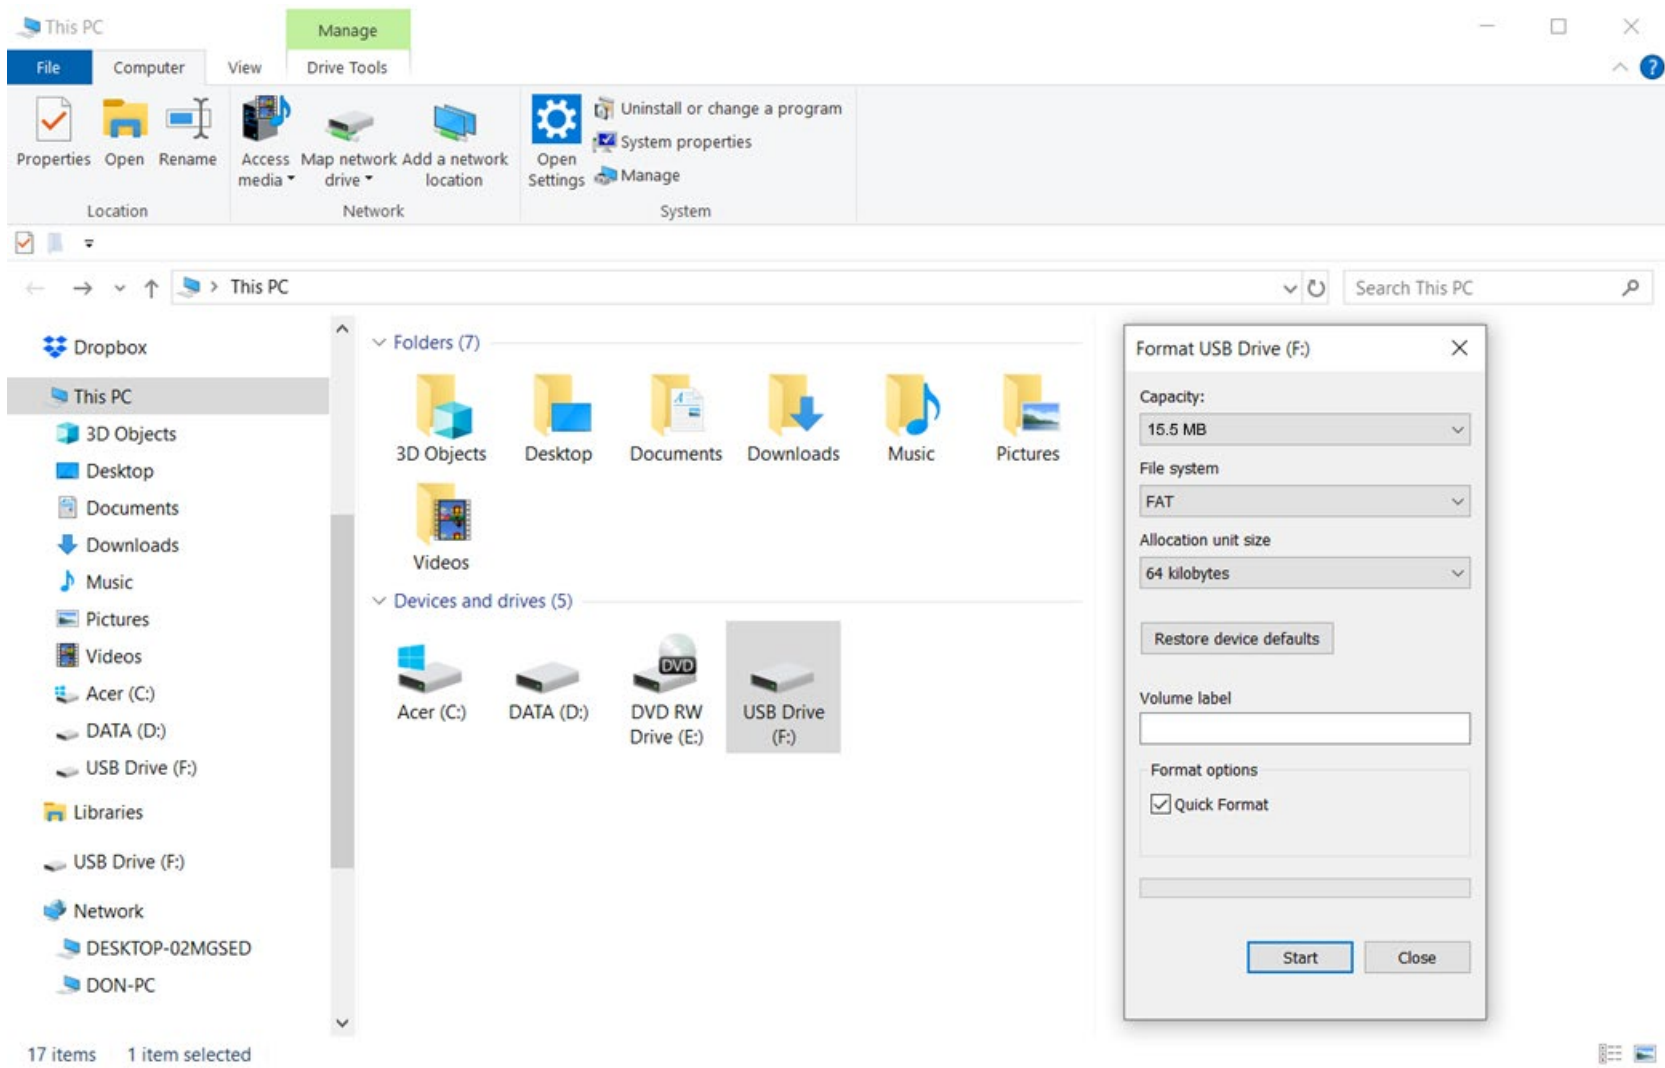 This PC
Manage
File
Computer
View
Drive Tools
?
Properties
Open
Rename
Access media
Map network drive
Add a network location
Open Settings
Uninstall or change a program
System properties
Manage
Location
Network
System
This PC
Search This PC
Dropbox
This PC
3D Objects
Desktop
Documents
Downloads
Music
Pictures
Videos
Acer (C:)
DATA (D:)
USB Drive (F:)
Libraries
USB Drive (F:)
Network
DESKTOP-02MGSED
DON-PC
Folders (7)
3D Objects
Desktop
Documents
Downloads
Music
Pictures
Videos
Devices and drives (5)
Acer (C:)
DATA (D:)
DVD
DVD RW
Drive (E:)
USB Drive
(F:)
Format USB Drive (F:)
Capacity:
15.5 MB
File system
FAT
Allocation unit size
64 kilobytes
Restore device defaults
Volume label
Format options
Quick Format
Start
Close
17 items
1 item selected